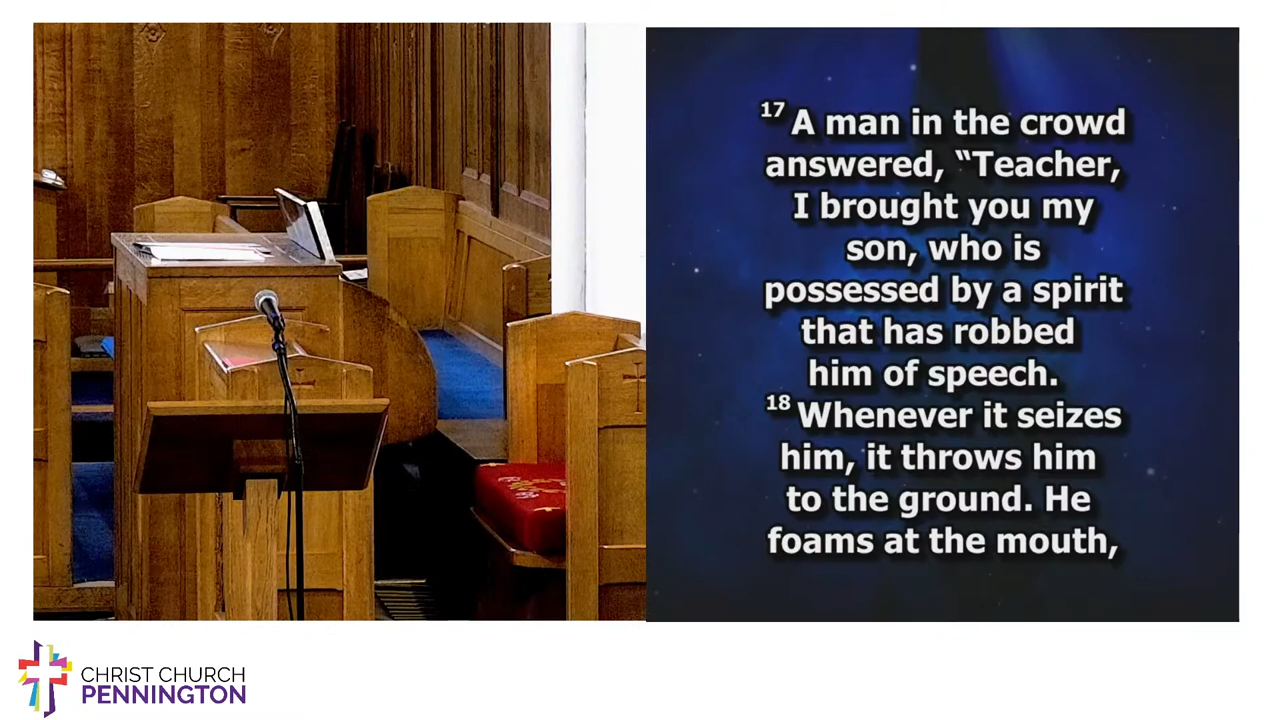 17 A man in the crowd
answered, “Teacher,
I brought you my
son, who is
possessed by a spirit
that has robbed
him of speech.
18 Whenever it seizes
him, it throws him
to the ground. He
foams at the mouth,
CHRIST CHURCH
PENNINGTON